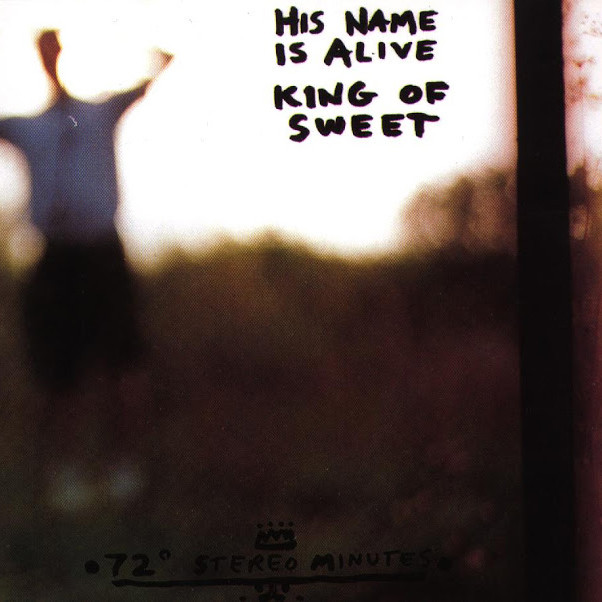 HIS NAME
IS ALIVE
KING OF
SWEET
• 72° STEREO MINUTES •